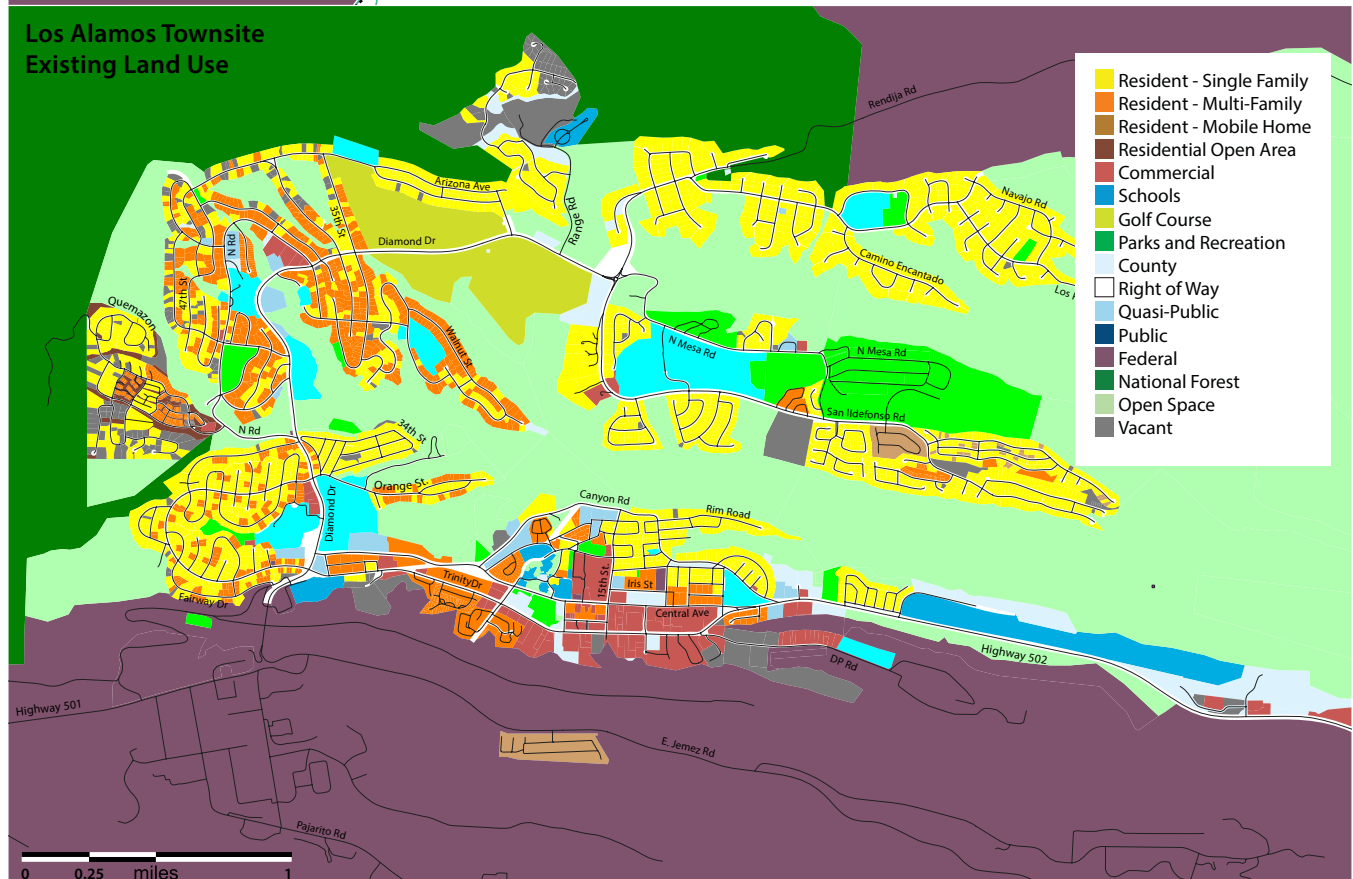 Los Alamos Townsite
Existing Land Use
Resident - Single Family
Resident - Multi-Family
Resident - Mobile Home
Residential Open Area
Commercial
Schools
Golf Course
Parks and Recreation
County
Right of Way
Quasi-Public
Public
Federal
National Forest
Open Space
Vacant
Rendija Rd
Arizona Ave
35th St
Range Rd
Navajo Rd
N Rd
Diamond Dr
Camino Encantado
47th St
Los
Quemazon
Walnut St
N Mesa Rd
N Mesa Rd
San Ildefonso Rd
N Rd
34th St
Orange St.
Diamond Dr
Canyon Rd
Rim Road
TrinityDr
15th St.
Iris St
Fairway Dr
Central Ave
Highway 502
DP Rd
Highway 501
E. Jemez Rd
Pajarito Rd
0 0.25 miles 1